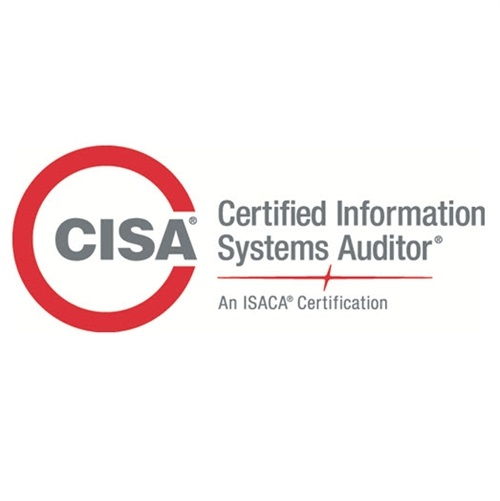 CISA®
Certified Information
Systems Auditor®
An ISACA® Certification